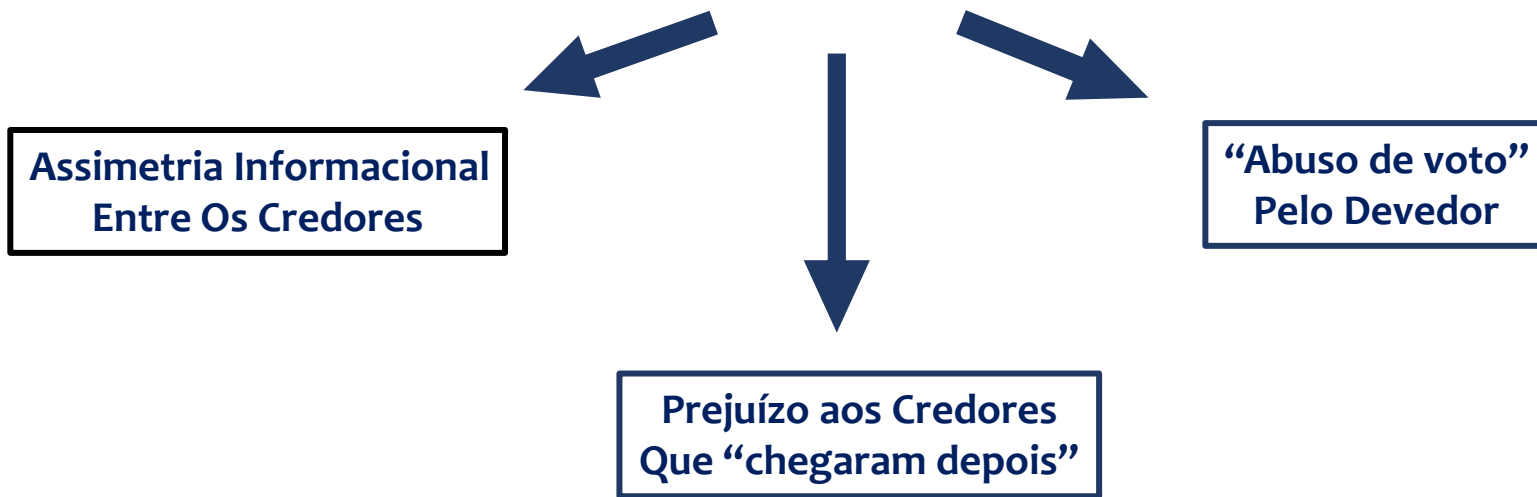 Assimetria Informacional
Entre Os Credores
“Abuso de voto”
Pelo Devedor
Prejuízo aos Credores
Que “chegaram depois”